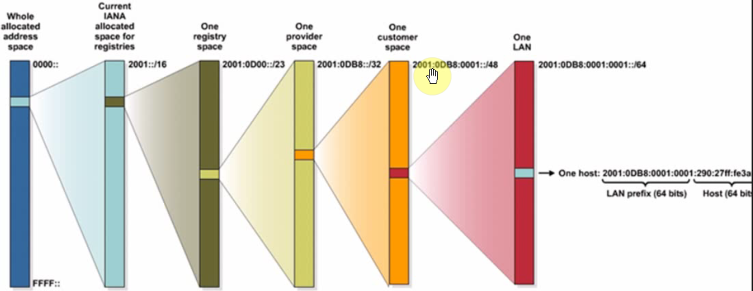 Whole
allocated
address
space
Current
IANA
allocated
space for
registries
One
registry
space
One
provider
space
One
customer
space
One
LAN
0000::
2001::/16
2001:0D00::/23
2001:0DB8::/32
2001:0DB8:0001::/48
2001:0DB8:0001:0001::/64
One host: 2001:0DB8:0001:0001:290:27ff:fe3a
LAN prefix (64 bits)
Host (64 bit
FFFF::